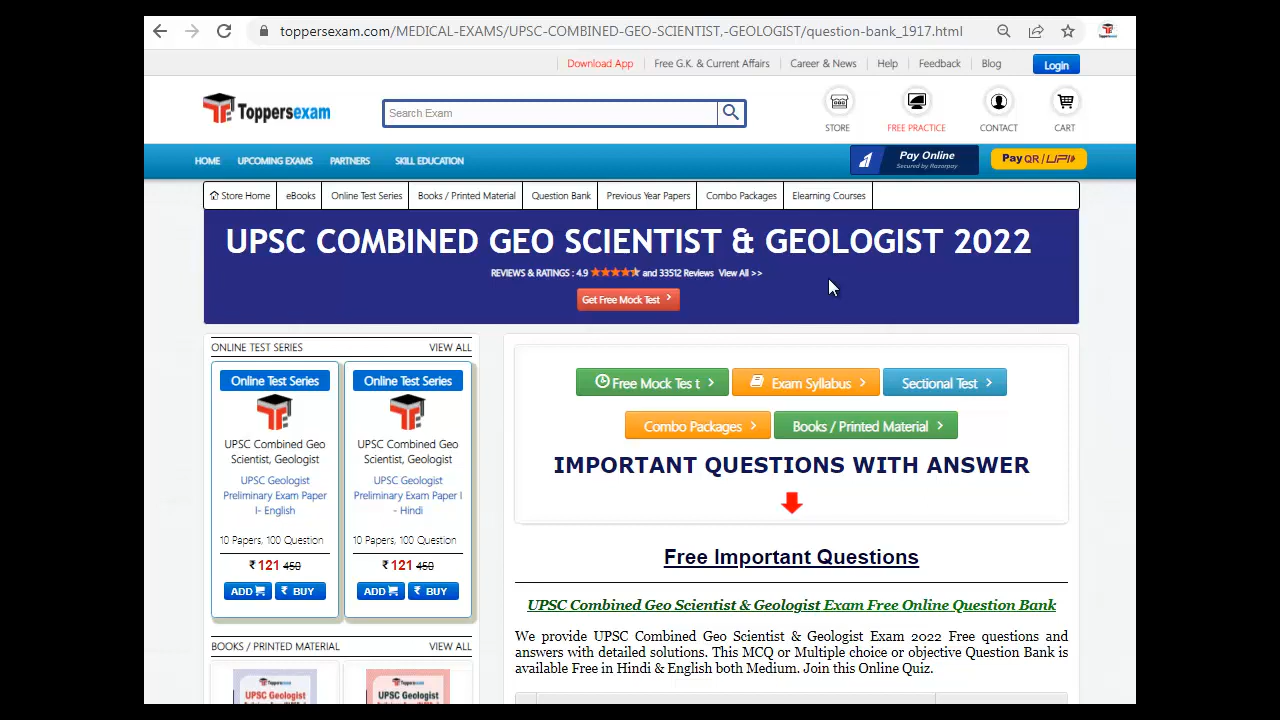 toppersexam.com/MEDICAL-EXAMS/UPSC-COMBINED-GEO-SCIENTIST,-GEOLOGIST/question-bank_1917.html
Download App Free G.K. & Current Affairs Career & News Help Feedback Blog Login
Toppersexam
Search Exam
STORE FREE PRACTICE CONTACT CART
HOME UPCOMING EXAMS PARTNERS SKILL EDUCATION
Pay Online
Secured by Razorpay
Pay QR / UPI
Store Home eBooks Online Test Series Books / Printed Material Question Bank Previous Year Papers Combo Packages Elearning Courses
UPSC COMBINED GEO SCIENTIST & GEOLOGIST 2022
REVIEWS & RATINGS : 4.9 and 33512 Reviews View All >>
Get Free Mock Test
ONLINE TEST SERIES VIEW ALL
Online Test Series
UPSC Combined Geo
Scientist, Geologist
UPSC Geologist
Preliminary Exam Paper
I- English
10 Papers, 100 Question
₹ 121 450
ADD ₹ BUY
Online Test Series
UPSC Combined Geo
Scientist, Geologist
UPSC Geologist
Preliminary Exam Paper I
- Hindi
10 Papers, 100 Question
₹ 121 450
ADD ₹ BUY
BOOKS / PRINTED MATERIAL VIEW ALL
Toppersexam
UPSC Geologist
Toppersexam
UPSC Geologist
Free Mock Tes t Exam Syllabus Sectional Test
Combo Packages Books / Printed Material
IMPORTANT QUESTIONS WITH ANSWER
Free Important Questions
UPSC Combined Geo Scientist & Geologist Exam Free Online Question Bank
We provide UPSC Combined Geo Scientist & Geologist Exam 2022 Free questions and
answers with detailed solutions. This MCQ or Multiple choice or objective Question Bank is
available Free in Hindi & English both Medium. Join this Online Quiz.